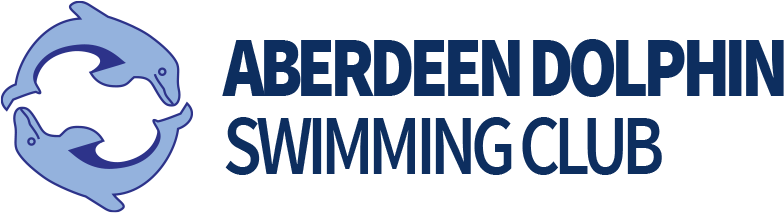 ABERDEEN DOLPHIN
SWIMMING CLUB